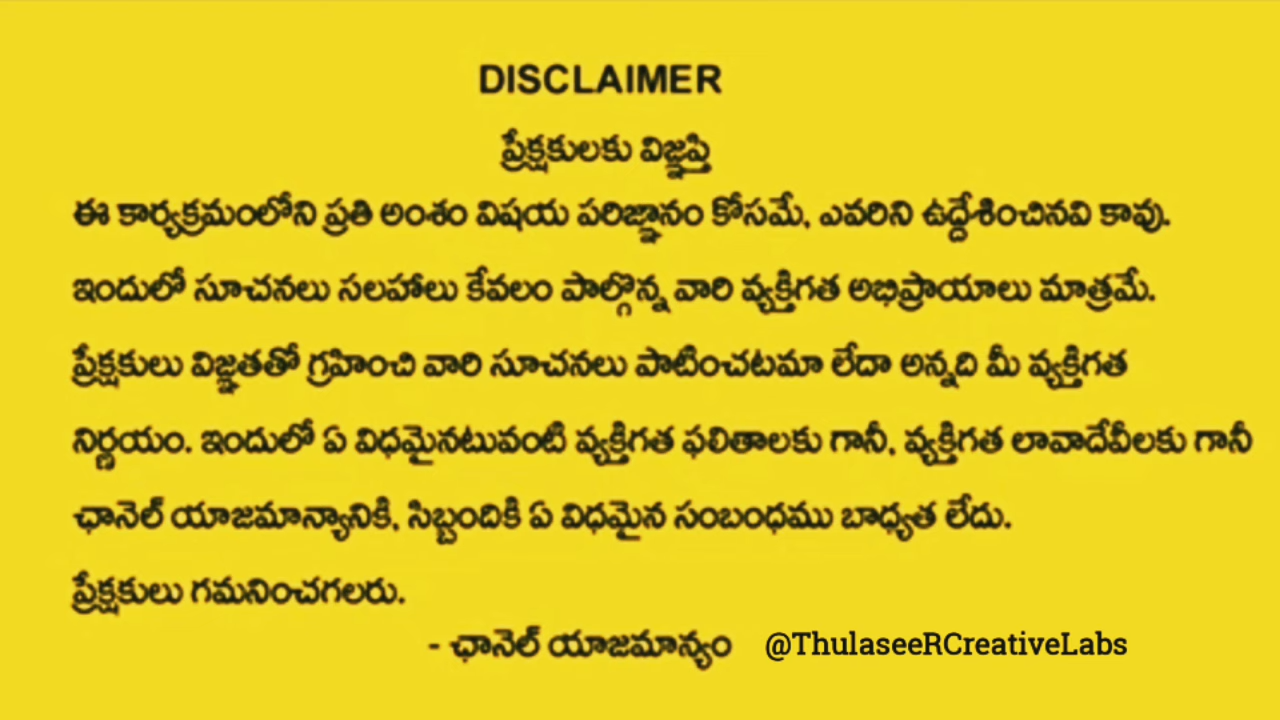 DISCLAIMER
ప్రేక్షకులకు విజ్ఞప్తి
ఈ కార్యక్రమంలోని ప్రతి అంశం విషయ పరిజ్ఞానం కోసమే, ఎవరిని ఉద్దేశించినవి కావు.
ఇందులో సూచనలు సలహాలు కేవలం పాల్గొన్న వారి వ్యక్తిగత అభిప్రాయాలు మాత్రమే.
ప్రేక్షకులు విజ్ఞతతో గ్రహించి వారి సూచనలు పాటించటమా లేదా అన్నది మీ వ్యక్తిగత
నిర్ణయం. ఇందులో ఏ విధమైనటువంటి వ్యక్తిగత ఫలితాలకు గానీ, వ్యక్తిగత లావాదేవీలకు గానీ
ఛానెల్ యాజమాన్యానికి, సిబ్బందికి ఏ విధమైన సంబంధము బాధ్యత లేదు.
ప్రేక్షకులు గమనించగలరు.
- ఛానెల్ యాజమాన్యం @ThulaseeRCreativeLabs